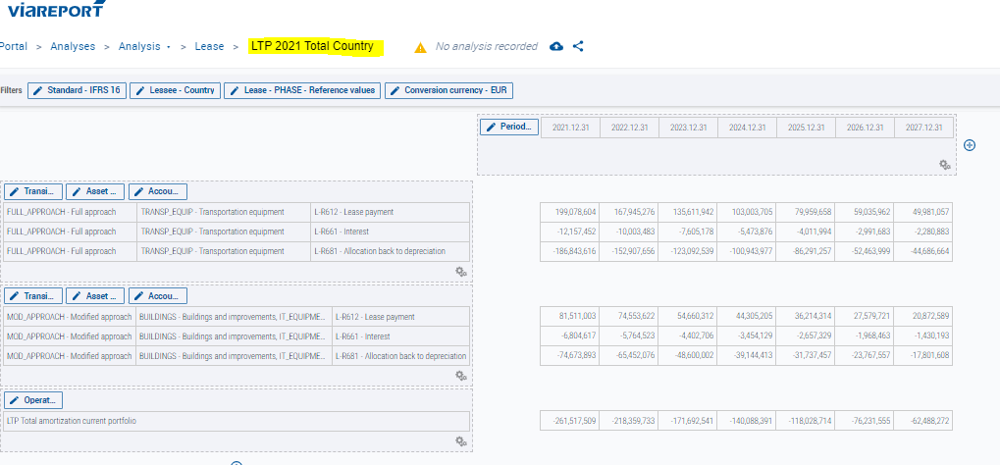 viareport
Portal > Analyses > Analysis > Lease > LTP 2021 Total Country No analysis recorded
Filters Standard - IFRS 16 Lessee - Country Lease - PHASE - Reference values Conversion currency - EUR
Period... 2021.12.31 2022.12.31 2023.12.31 2024.12.31 2025.12.31 2026.12.31 2027.12.31
Transi... Asset ... Accou...
FULL_APPROACH - Full approach TRANSP_EQUIP - Transportation equipment L-R612 - Lease payment 199,078,604 167,945,276 135,611,942 103,003,705 79,959,658 59,035,962 49,981,057
FULL_APPROACH - Full approach TRANSP_EQUIP - Transportation equipment L-R661 - Interest -12,157,452 -10,003,483 -7,605,178 -5,473,876 -4,011,994 -2,991,683 -2,280,883
FULL_APPROACH - Full approach TRANSP_EQUIP - Transportation equipment L-R681 - Allocation back to depreciation -186,843,616 -152,907,656 -123,092,539 -100,943,977 -86,291,257 -52,463,999 -44,686,664
Transi... Asset ... Accou...
MOD_APPROACH - Modified approach BUILDINGS - Buildings and improvements, IT_EQUIPME... L-R612 - Lease payment 81,511,003 74,553,622 54,660,312 44,305,205 36,214,314 27,579,721 20,872,589
MOD_APPROACH - Modified approach BUILDINGS - Buildings and improvements, IT_EQUIPME... L-R661 - Interest -6,804,617 -5,764,523 -4,402,706 -3,454,129 -2,657,329 -1,968,463 -1,430,193
MOD_APPROACH - Modified approach BUILDINGS - Buildings and improvements, IT_EQUIPME... L-R681 - Allocation back to depreciation -74,673,893 -65,452,076 -48,600,002 -39,144,413 -31,737,457 -23,767,557 -17,801,608
Operat...
LTP Total amortization current portfolio -261,517,509 -218,359,733 -171,692,541 -140,088,391 -118,028,714 -76,231,555 -62,488,272